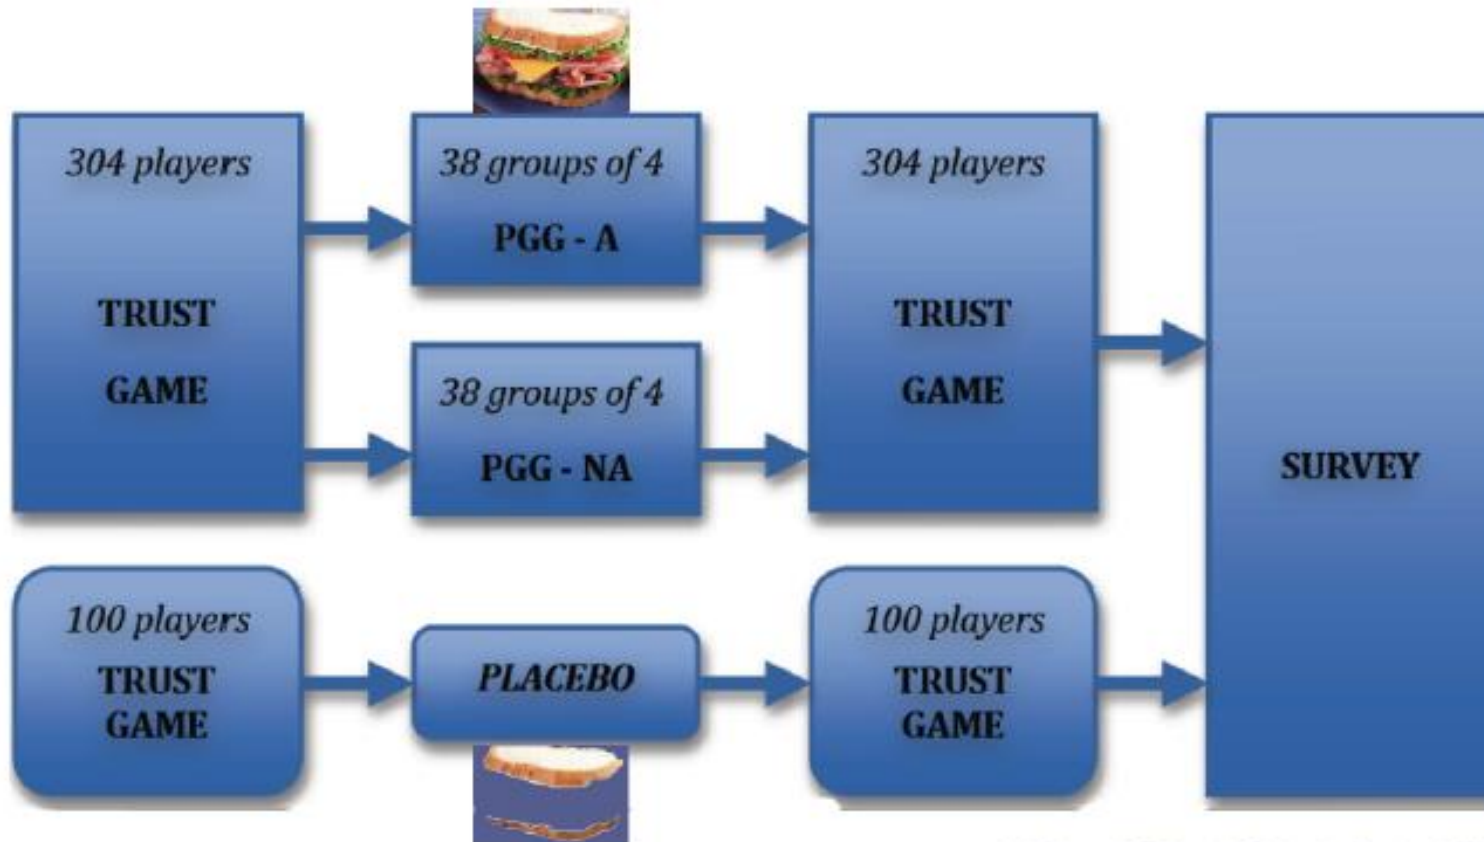 304 players
TRUST
GAME
38 groups of 4
PGG - A
38 groups of 4
PGG - NA
304 players
TRUST
GAME
SURVEY
100 players
TRUST
GAME
PLACEBO
100 players
TRUST
GAME